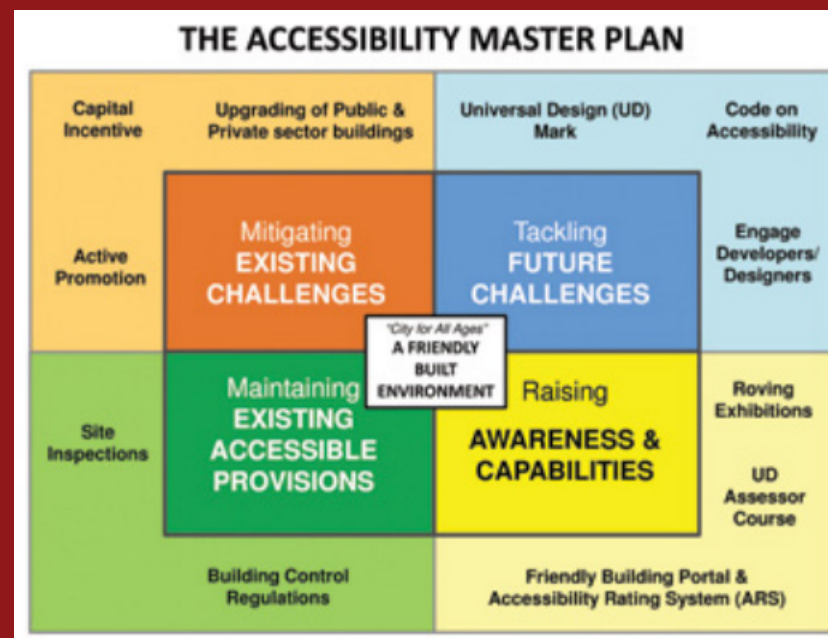 THE ACCESSIBILITY MASTER PLAN
Capital
Incentive
Upgrading of Public &
Private sector buildings
Universal Design (UD)
Mark
Code on
Accessibility
Active
Promotion
Mitigating
EXISTING
CHALLENGES
Tackling
FUTURE
CHALLENGES
Engage
Developers/
Designers
"City for All Ages"
A FRIENDLY
BUILT
ENVIRONMENT
Site
Inspections
Maintaining
EXISTING
ACCESSIBLE
PROVISIONS
Raising
AWARENESS &
CAPABILITIES
Roving
Exhibitions
UD
Assessor
Course
Building Control
Regulations
Friendly Building Portal &
Accessibility Rating System (ARS)